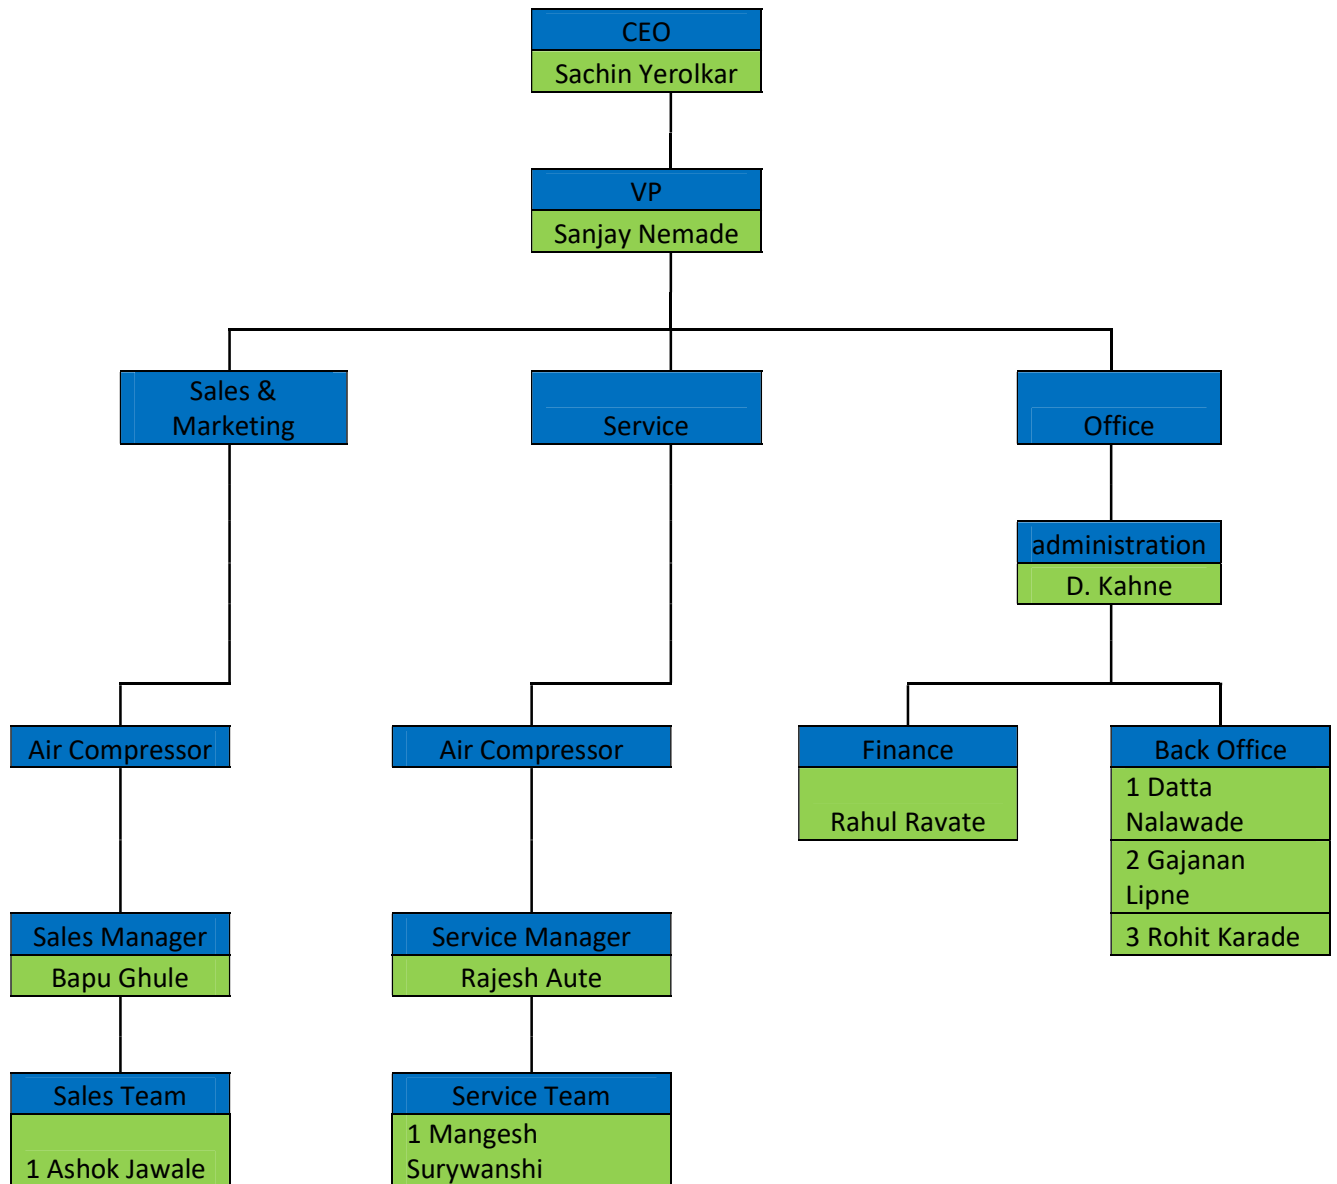 CEO
Sachin Yerolkar
VP
Sanjay Nemade
Sales &
Marketing
Service
Office
administration
D. Kahne
Air Compressor
Air Compressor
Finance
Rahul Ravate
Back Office
1 Datta
Nalawade
2 Gajanan
Lipne
3 Rohit Karade
Sales Manager
Bapu Ghule
Service Manager
Rajesh Aute
Sales Team
1 Ashok Jawale
Service Team
1 Mangesh
Surywanshi